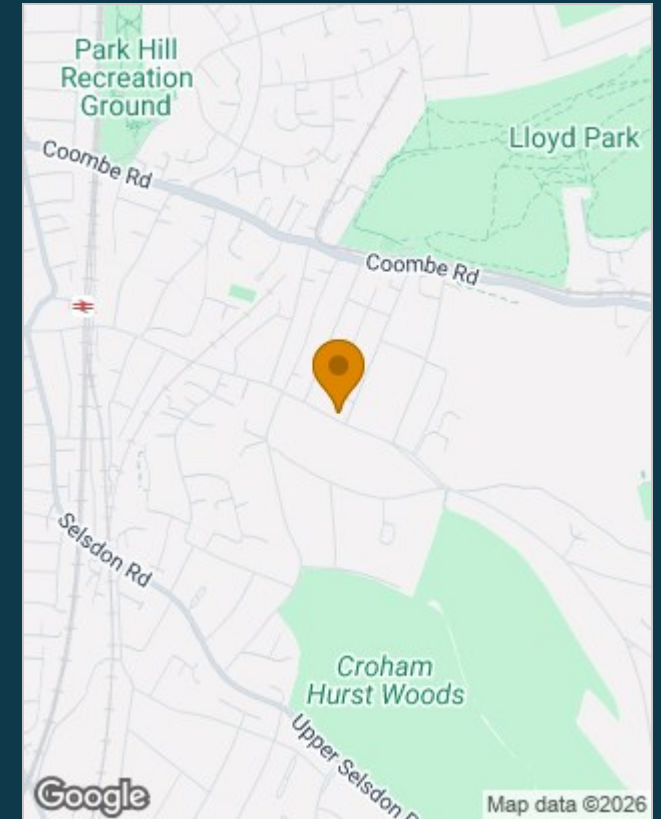 Park Hill
Recreation
Ground
Lloyd Park
Coombe Rd
Coombe Rd
Selsdon Rd
Croham
Hurst Woods
Upper Selsdon R
Google
Map data ©2026